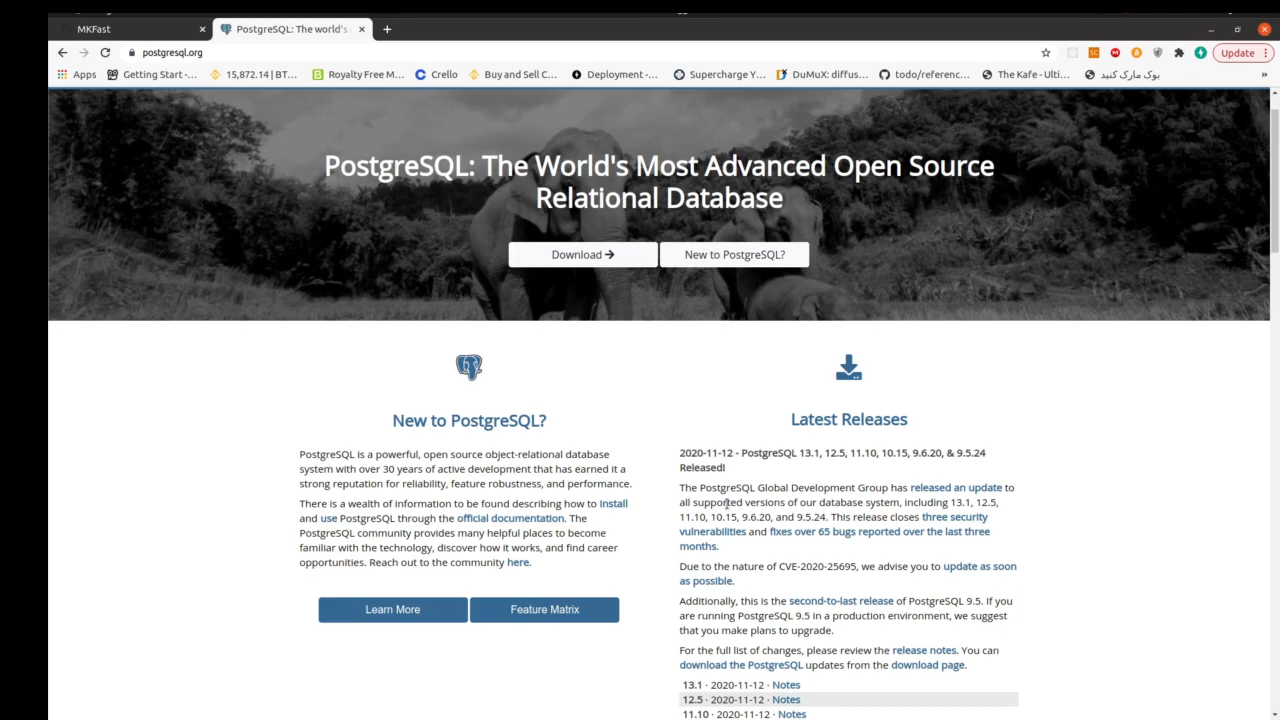 MKFast
PostgreSQL: The world's
postgresql.org
Update
Apps
Getting Start -...
15,872.14 | BT...
Royalty Free M...
Crello
Buy and Sell C...
Deployment -...
Supercharge Y...
DuMuX: diffus...
todo/referenc...
The Kafe - Ulti...
بوک مارک کنید
»
PostgreSQL: The World's Most Advanced Open Source
Relational Database
Download →
New to PostgreSQL?
New to PostgreSQL?
PostgreSQL is a powerful, open source object-relational database
system with over 30 years of active development that has earned it a
strong reputation for reliability, feature robustness, and performance.
There is a wealth of information to be found describing how to install
and use PostgreSQL through the official documentation. The
PostgreSQL community provides many helpful places to become
familiar with the technology, discover how it works, and find career
opportunities. Reach out to the community here.
Learn More
Feature Matrix
Latest Releases
2020-11-12 - PostgreSQL 13.1, 12.5, 11.10, 10.15, 9.6.20, & 9.5.24
Released!
The PostgreSQL Global Development Group has released an update to
all supported versions of our database system, including 13.1, 12.5,
11.10, 10.15, 9.6.20, and 9.5.24. This release closes three security
vulnerabilities and fixes over 65 bugs reported over the last three
months.
Due to the nature of CVE-2020-25695, we advise you to update as soon
as possible.
Additionally, this is the second-to-last release of PostgreSQL 9.5. If you
are running PostgreSQL 9.5 in a production environment, we suggest
that you make plans to upgrade.
For the full list of changes, please review the release notes. You can
download the PostgreSQL updates from the download page.
13.1 · 2020-11-12 · Notes
12.5 · 2020-11-12 · Notes
11.10 · 2020-11-12 · Notes